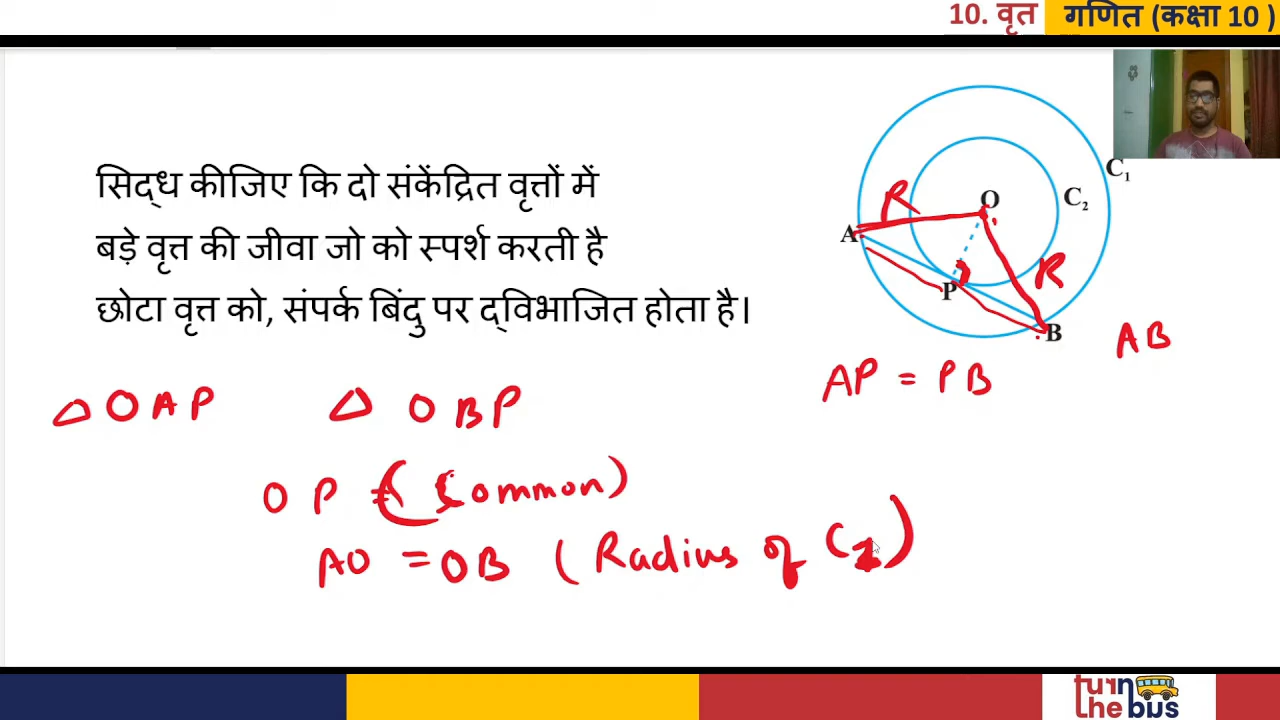 10. वृत गणित (कक्षा 10 )
सिद्ध कीजिए कि दो संकेंद्रित वृत्तों में
बड़े वृत्त की जीवा जो को स्पर्श करती है
छोटा वृत्त को, संपर्क बिंदु पर द्विभाजित होता है।
O
C₁
C₂
R
A
R
P
B
AB
AP = PB
△ OAP △ OBP
OP = (Common)
AO = OB (Radius of C
turn
the bus